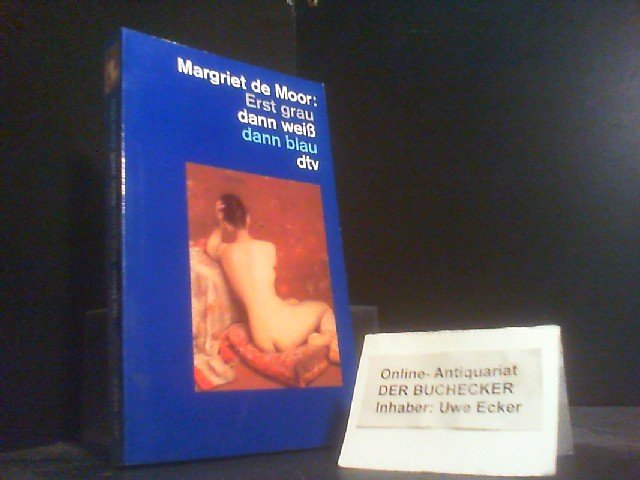 Margriet de Moor:
Erst grau
dann weiß
dann blau
dtv
Online- Antiquariat
DER BUCHECKER
Inhaber: Uwe Ecker